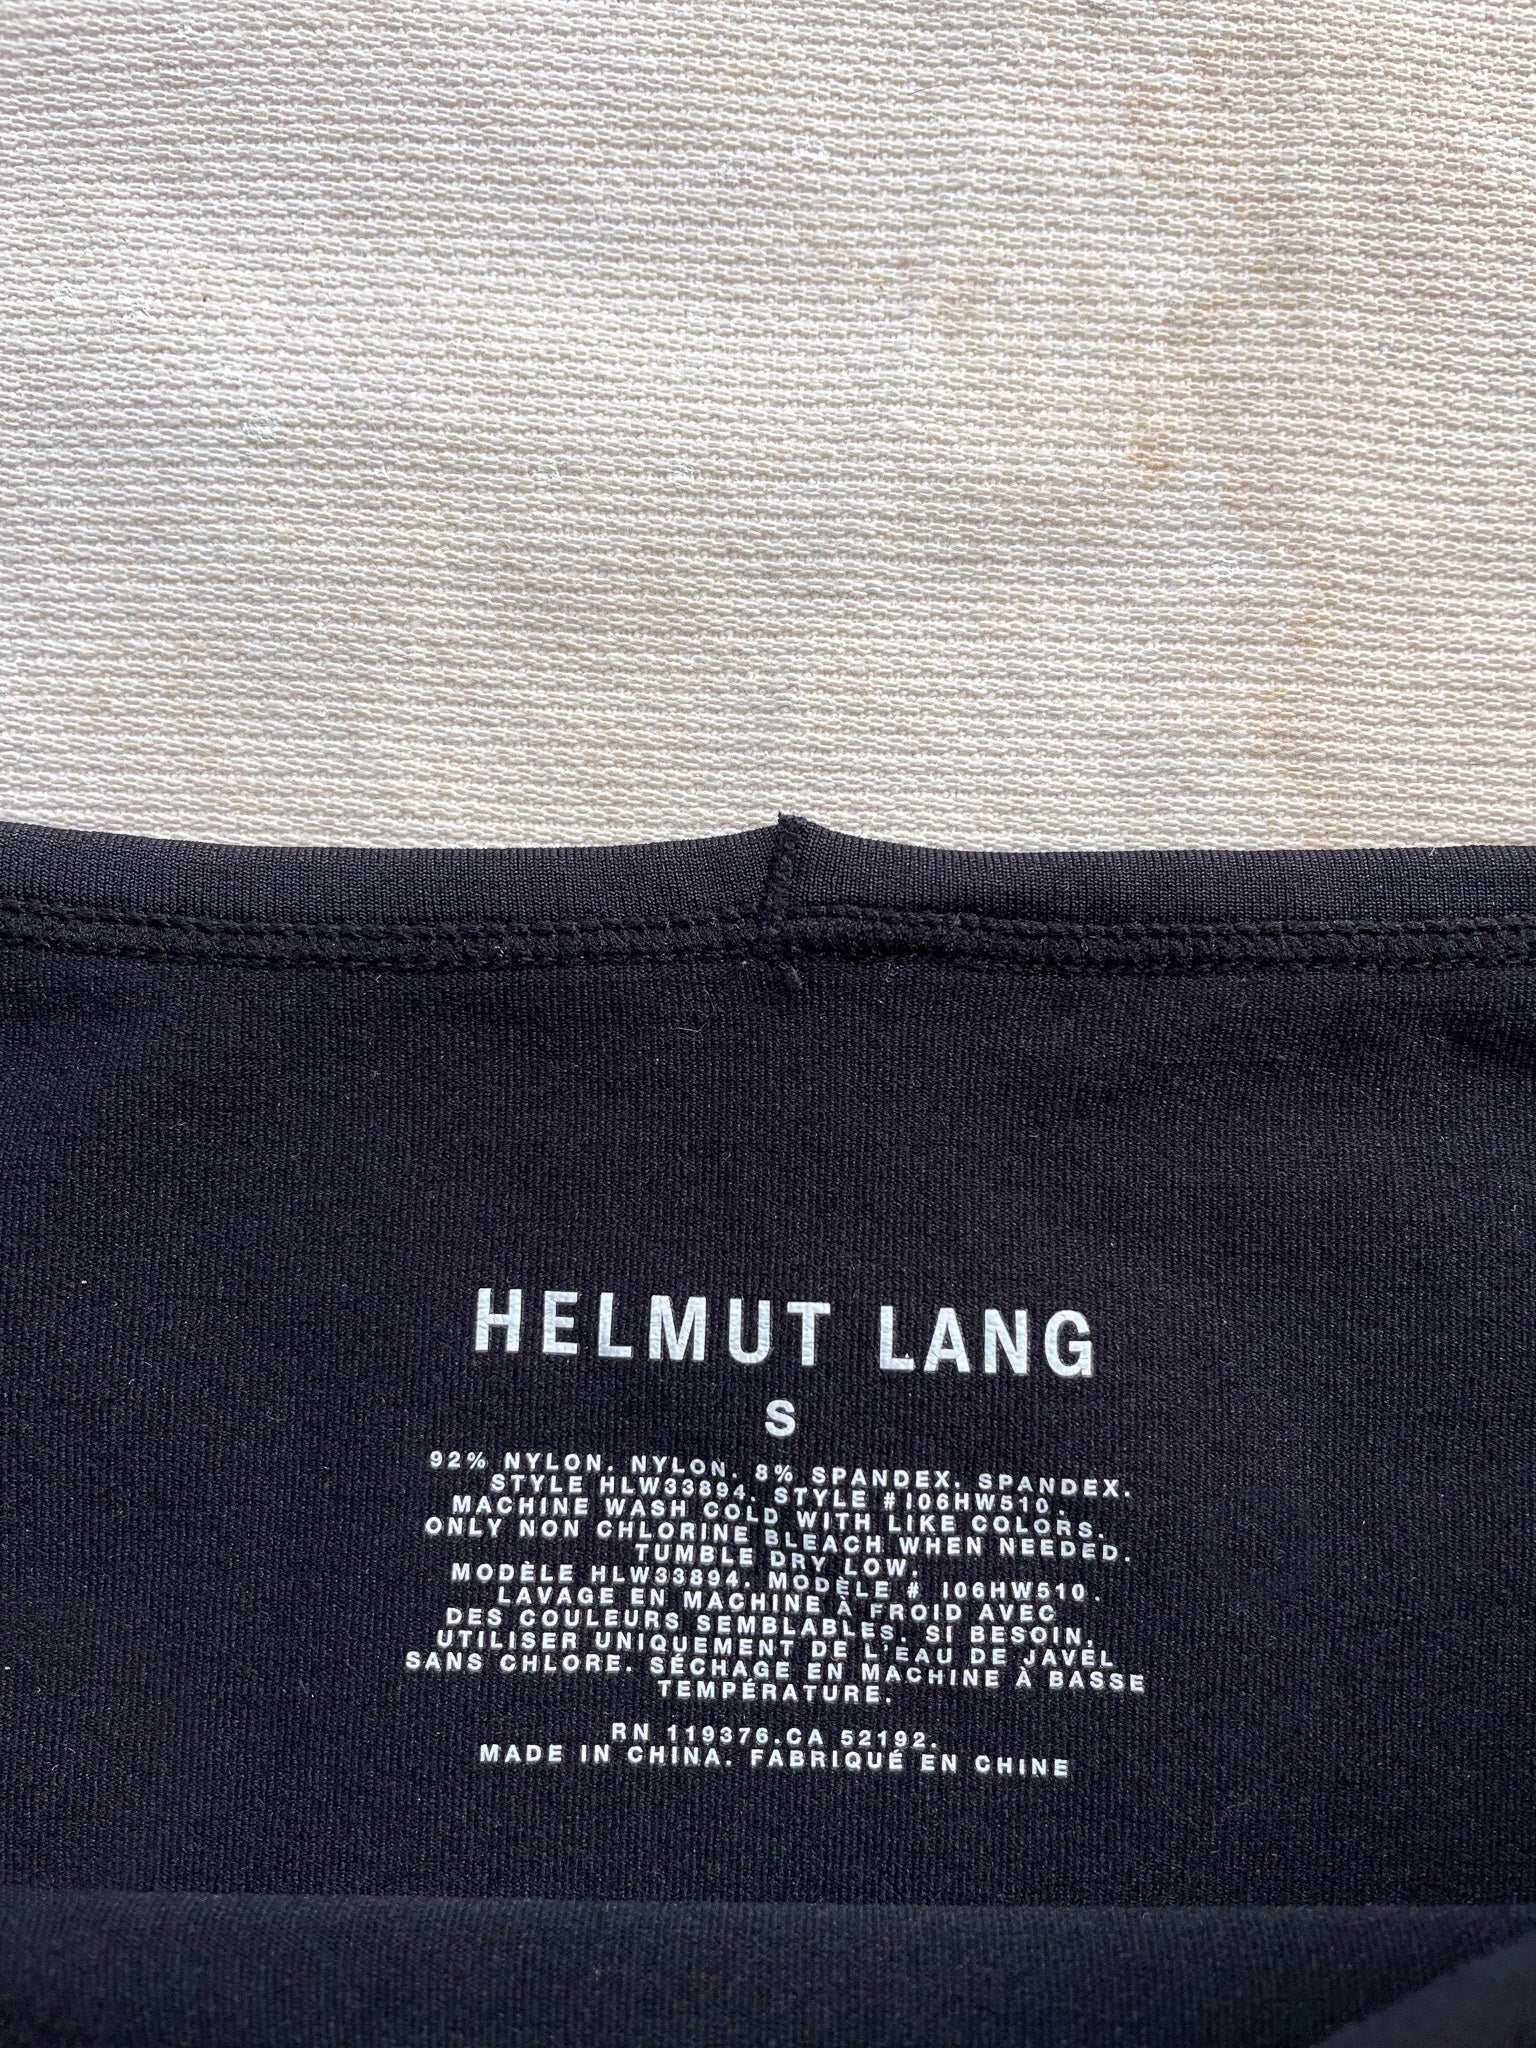 HELMUT LANG
S
92% NYLON. NYLON. 8% SPANDEX. SPANDEX.
STYLE HLW33894. STYLE #I06HW510.
MACHINE WASH COLD WITH LIKE COLORS.
ONLY NON CHLORINE BLEACH WHEN NEEDED.
TUMBLE DRY LOW.
MODÈLE HLW33894. MODÈLE # I06HW510.
LAVAGE EN MACHINE À FROID AVEC
DES COULEURS SEMBLABLES. SI BESOIN,
UTILISER UNIQUEMENT DE L'EAU DE JAVEL
SANS CHLORE. SÉCHAGE EN MACHINE À BASSE
TEMPÉRATURE.
RN 119376.CA 52192.
MADE IN CHINA. FABRIQUÉ EN CHINE